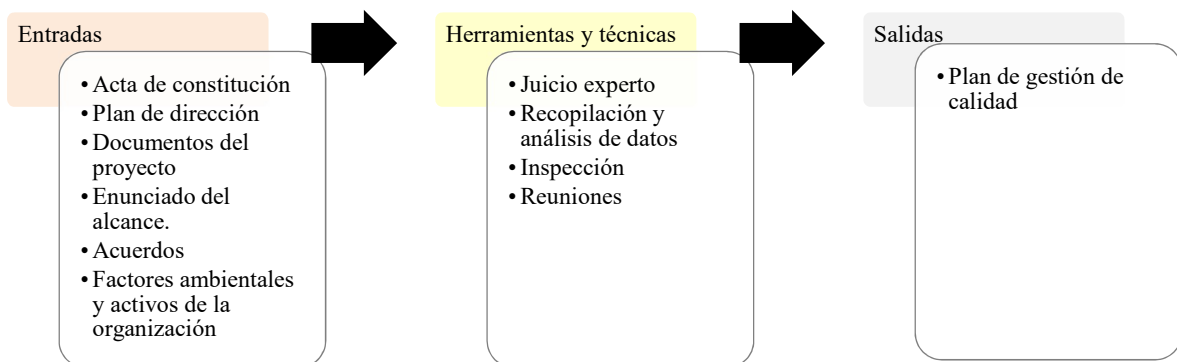 Entradas
• Acta de constitución
• Plan de dirección
• Documentos del
proyecto
• Enunciado del
alcance.
• Acuerdos
• Factores ambientales
y activos de la
organización
Herramientas y técnicas
• Juicio experto
• Recopilación y
análisis de datos
• Inspección
• Reuniones
Salidas
• Plan de gestión de
calidad